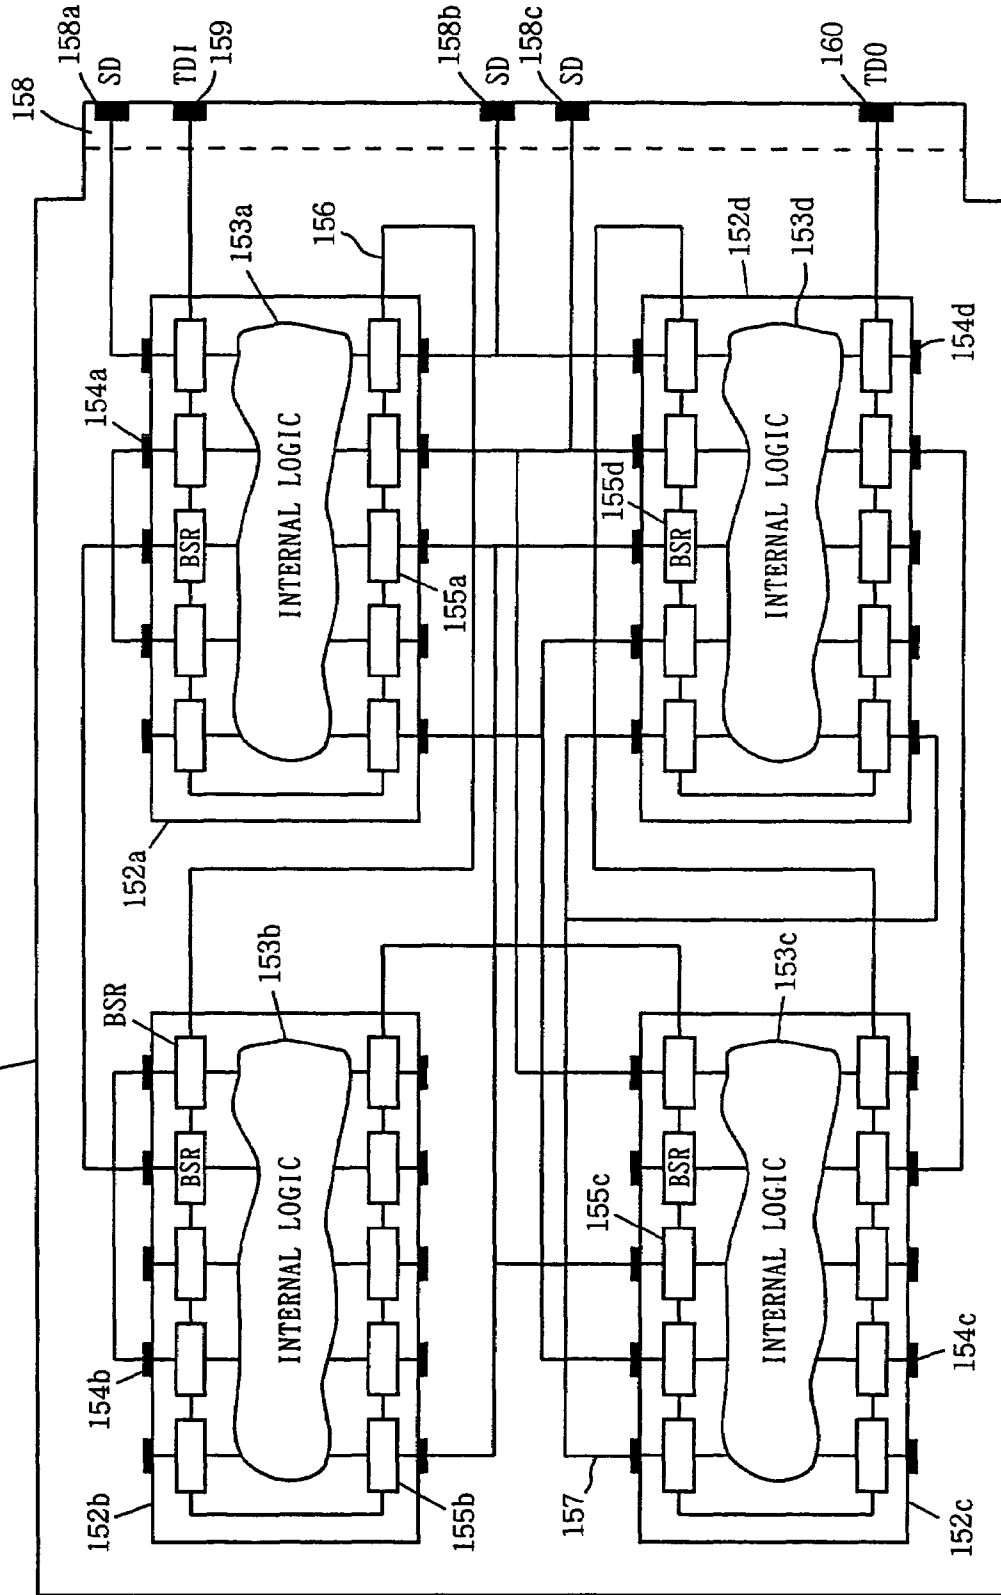 158
158a
SD
TDI
159
158b
SD
158c
SD
160
TDO
154a
153a
156
BSR
INTERNAL LOGIC
155a
152a
152d
153d
154d
155d
BSR
INTERNAL LOGIC
BSR
153b
BSR
INTERNAL LOGIC
154b
152b
155b
153c
155c
BSR
INTERNAL LOGIC
157
154c
152c